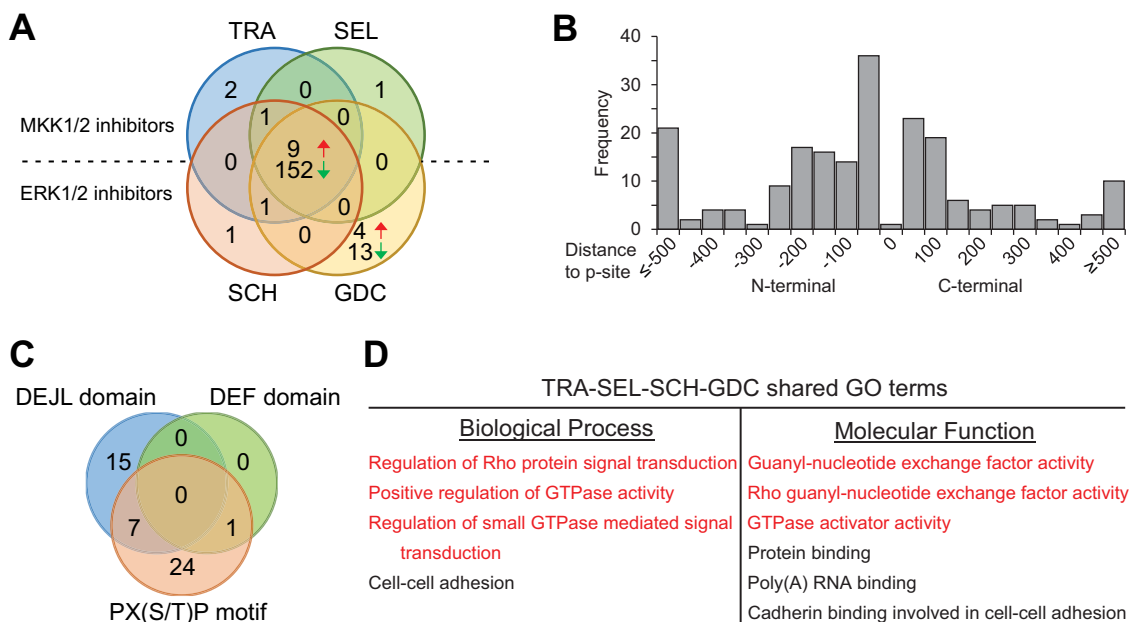 A
TRA
SEL
2
0
1
1
0
MKK1/2 inhibitors
0
9
152
0
ERK1/2 inhibitors
1
0
1
0
4
13
SCH
GDC
B
40
30
20
10
0
Frequency
Distance
to p-site
≤-500
-400
-300
-200
-100
0
100
200
300
400
≥500
N-terminal
C-terminal
C
DEJL domain
DEF domain
15
0
0
0
7
1
24
PX(S/T)P motif
D
TRA-SEL-SCH-GDC shared GO terms
Biological Process
Regulation of Rho protein signal transduction
Positive regulation of GTPase activity
Regulation of small GTPase mediated signal
transduction
Cell-cell adhesion
Molecular Function
Guanyl-nucleotide exchange factor activity
Rho guanyl-nucleotide exchange factor activity
GTPase activator activity
Protein binding
Poly(A) RNA binding
Cadherin binding involved in cell-cell adhesion